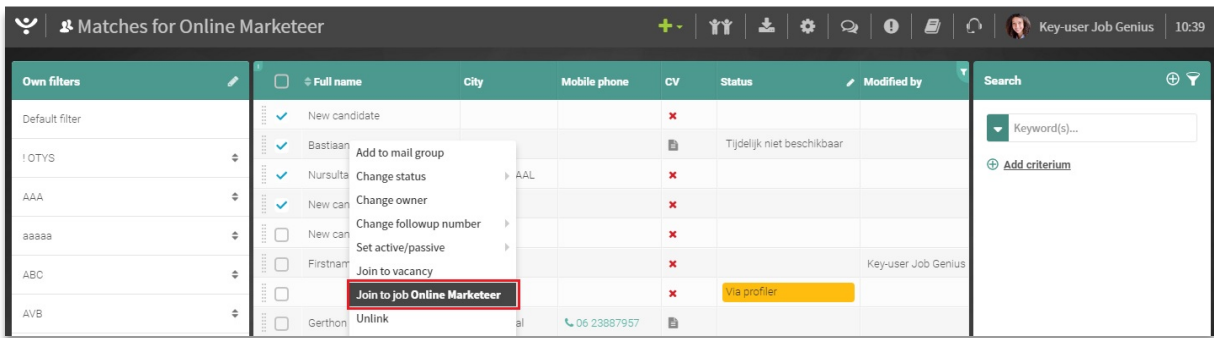 Matches for Online Marketeer
Key-user Job Genius 10:39
Own filters
Default filter
! OTYS
AAA
aaaaa
ABC
AVB
Full name City Mobile phone CV Status Modified by
New candidate
Bastiaan Tijdelijk niet beschikbaar
Nursulta AAL
New can
New can
Firstnam Key-user Job Genius
Via profiler
Gerthon al 06 23887957
Add to mail group
Change status
Change owner
Change followup number
Set active/passive
Join to vacancy
Join to job Online Marketeer
Unlink
Search
Keyword(s)...
Add criterium